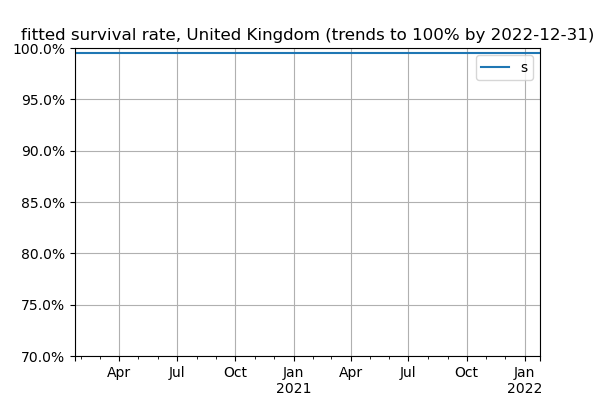 fitted survival rate, United Kingdom (trends to 100% by 2022-12-31)
100.0%
s
95.0%
90.0%
85.0%
80.0%
75.0%
70.0%
Apr Jul Oct Jan Apr Jul Oct Jan
2021 2022